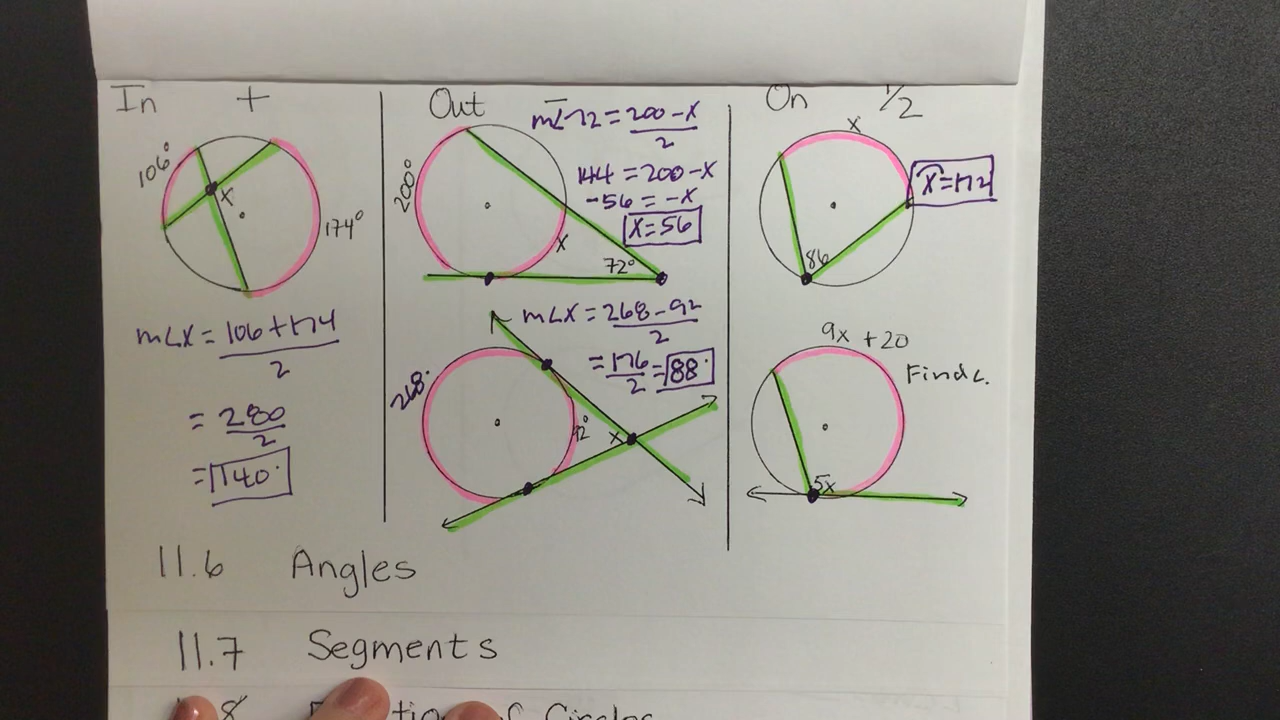 In +
106°
x
174°
m∠X = 106+174
2
= 280
2
= 140°
Out -
m∠72 = 200-x
2
144 = 200-x
-56 = -x
x=56
200°
x
72°
m∠X = 268-92
2
= 176 = 88°
2
268°
92°
x
On 1/2
x
x=172
86
9x + 20
Find
5x
11.6 Angles
11.7 Segments
of Circles